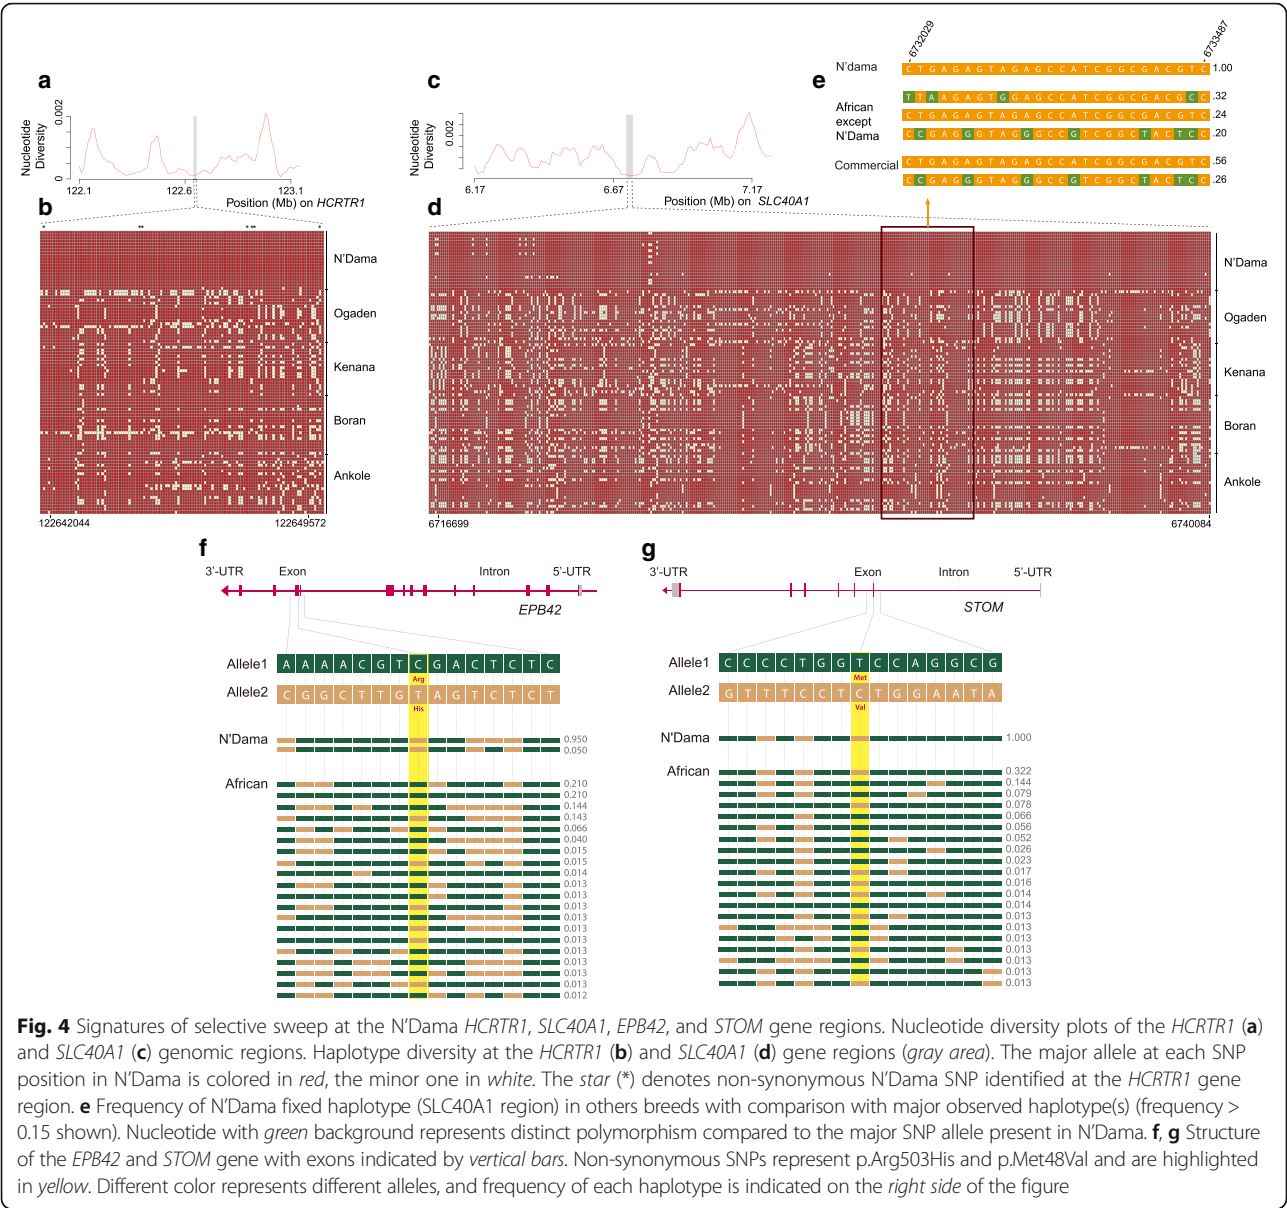 a
Nucleotide
Diversity
0.002
0
122.1
122.6
123.1
Position (Mb) on HCRTR1
c
Nucleotide
Diversity
0.002
6.17
6.67
7.17
Position (Mb) on SLC40A1
e
6732029
6733487
N'dama
C T G A G A G T A G A G C C A T C G G C G A C G T C
1.00
T T A A G A G T G G A G C C A T C G G C G A C G C C
.32
African
except
N'Dama
C T G A G A G T A G A G C C A T C G G C G A C G T C
.24
C C G A G G G T A G G G C C G T C G G C T A C T C C
.20
Commercial
C T G A G A G T A G A G C C A T C G G C G A C G T C
.56
C C G A G G G T A G G G C C G T C G G C T A C T C C
.26
b
* ** * ** *
N'Dama
Ogaden
Kenana
Boran
Ankole
122642044
122649572
d
N'Dama
Ogaden
Kenana
Boran
Ankole
6716699
6740084
f
3'-UTR
Exon
Intron
5'-UTR
EPB42
Allele1
A A A A C G T C G A C T C T C
Arg
Allele2
C G G C T T G T A G T C T C T
His
N'Dama
0.950
0.050
African
0.210
0.210
0.144
0.143
0.066
0.040
0.015
0.015
0.014
0.013
0.013
0.013
0.013
0.013
0.013
0.013
0.013
0.013
0.013
0.012
g
3'-UTR
Exon
Intron
5'-UTR
STOM
Allele1
C C C C T G G T C C A G G C G
Met
Allele2
G T T T C C T C T G G A A T A
Val
N'Dama
1.000
African
0.322
0.144
0.079
0.078
0.066
0.056
0.052
0.026
0.023
0.017
0.016
0.014
0.014
0.013
0.013
0.013
0.013
0.013
0.013
0.013
Fig. 4 Signatures of selective sweep at the N'Dama HCRTR1, SLC40A1, EPB42, and STOM gene regions. Nucleotide diversity plots of the HCRTR1 (a)
and SLC40A1 (c) genomic regions. Haplotype diversity at the HCRTR1 (b) and SLC40A1 (d) gene regions (gray area). The major allele at each SNP
position in N'Dama is colored in red, the minor one in white. The star (*) denotes non-synonymous N'Dama SNP identified at the HCRTR1 gene
region. e Frequency of N'Dama fixed haplotype (SLC40A1 region) in others breeds with comparison with major observed haplotype(s) (frequency >
0.15 shown). Nucleotide with green background represents distinct polymorphism compared to the major SNP allele present in N'Dama. f, g Structure
of the EPB42 and STOM gene with exons indicated by vertical bars. Non-synonymous SNPs represent p.Arg503His and p.Met48Val and are highlighted
in yellow. Different color represents different alleles, and frequency of each haplotype is indicated on the right side of the figure